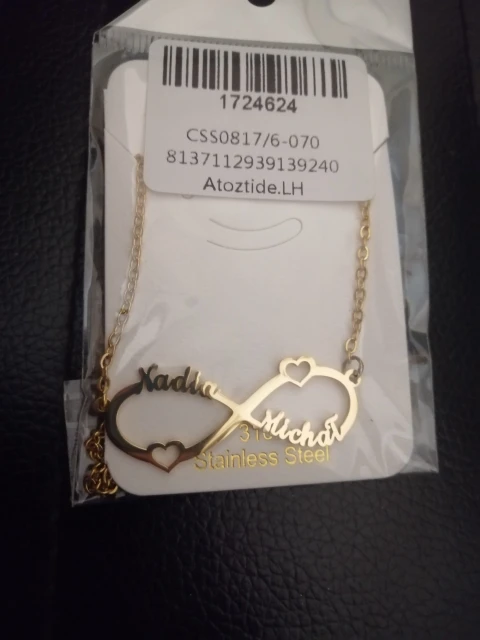 1724624
CSS0817/6-070
8137112939139240
Atoztide.LH
Nadia
Michał
Stainless Steel